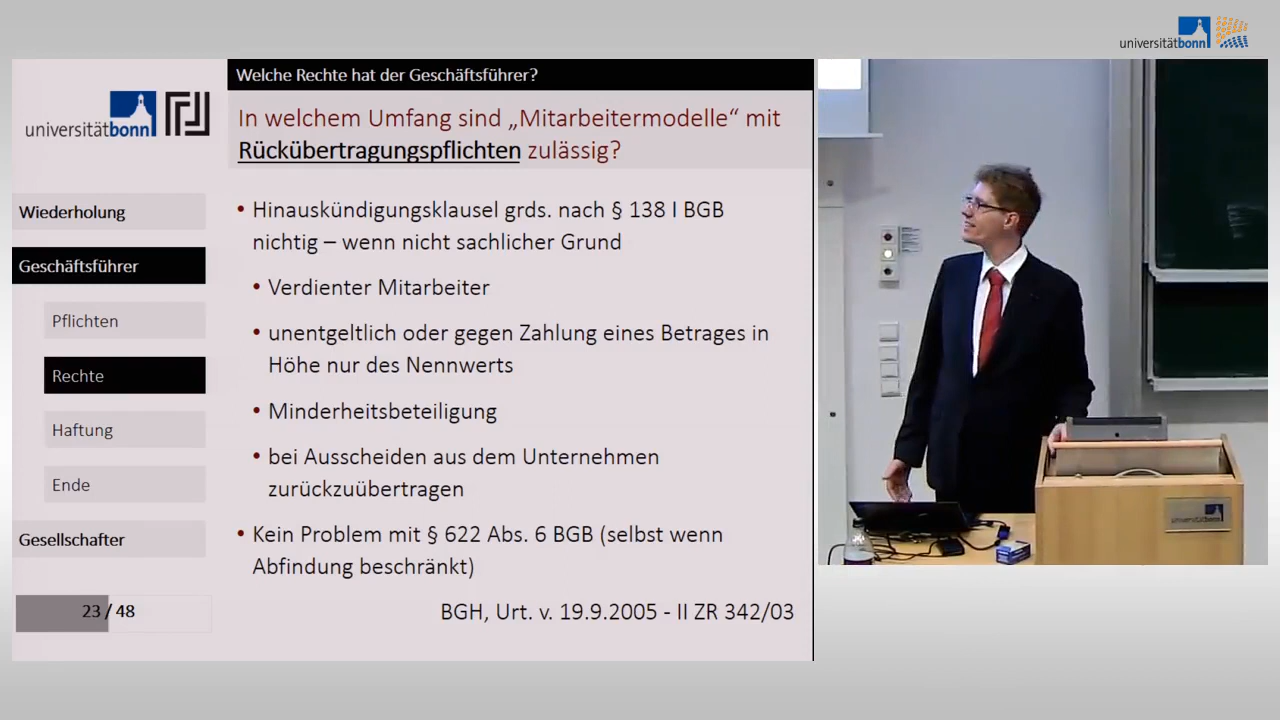 universitätbonn
Welche Rechte hat der Geschäftsführer?
universitätbonn
In welchem Umfang sind „Mitarbeitermodelle“ mit
Rückübertragungspflichten zulässig?
Wiederholung
Geschäftsführer
Pflichten
Rechte
Haftung
Ende
Gesellschafter
23 / 48
• Hinauskündigungsklausel grds. nach § 138 I BGB
nichtig – wenn nicht sachlicher Grund
• Verdienter Mitarbeiter
• unentgeltlich oder gegen Zahlung eines Betrages in
Höhe nur des Nennwerts
• Minderheitsbeteiligung
• bei Ausscheiden aus dem Unternehmen
zurückzuübertragen
• Kein Problem mit § 622 Abs. 6 BGB (selbst wenn
Abfindung beschränkt)
BGH, Urt. v. 19.9.2005 - II ZR 342/03
universitätbonn